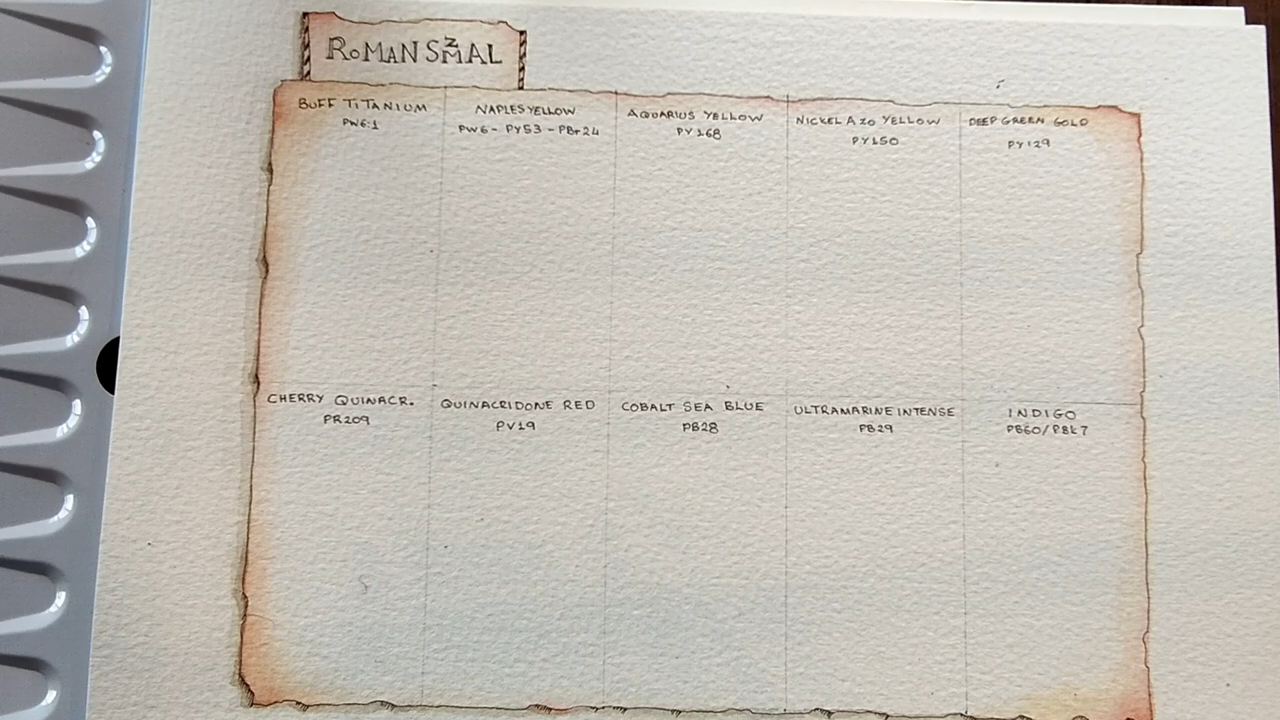 ROMAN SZMAL
BUFF TITANIUM
PW6:1
NAPLES YELLOW
PW6 - PY53 - PBr24
AQUARIUS YELLOW
PY168
NICKEL AZO YELLOW
PY150
DEEP GREEN GOLD
PY129
CHERRY QUINACR.
PR209
QUINACRIDONE RED
PV19
COBALT SEA BLUE
PB28
ULTRAMARINE INTENSE
PB29
INDIGO
PB60/PBk7